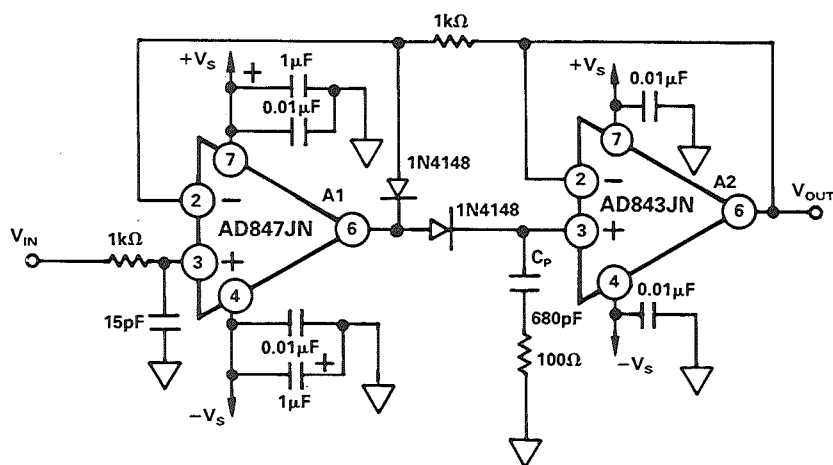 1kΩ
+VS
+
1μF
0.01μF
+VS
0.01μF
7
1N4148
7
2
−
A1
1N4148
2
−
A2
AD847JN
6
AD843JN
6
VOUT
VIN
1kΩ
3
+
3
+
CP
4
4
15pF
0.01μF
+
1μF
−VS
680pF
100Ω
0.01μF
−VS